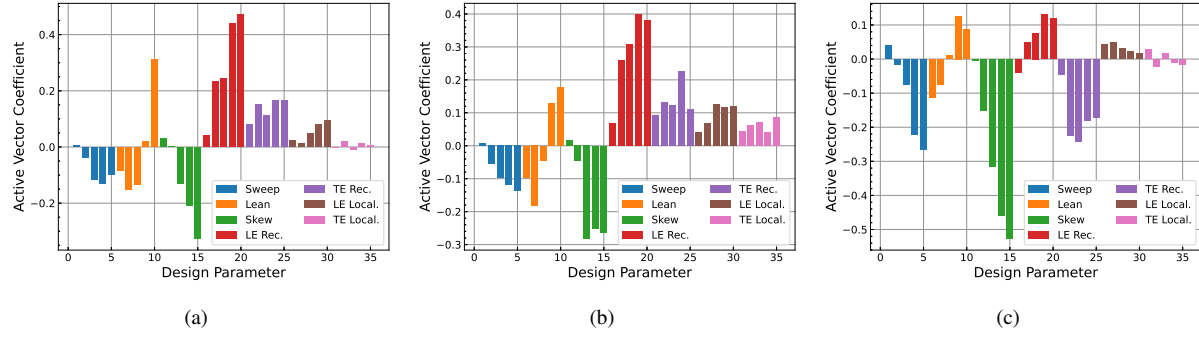 0.4
0.2
0.0
−0.2
Active Vector Coefficient
0 5 10 15 20 25 30 35
Design Parameter
Sweep
Lean
Skew
LE Rec.
TE Rec.
LE Local.
TE Local.
(a)
0.4
0.3
0.2
0.1
0.0
−0.1
−0.2
−0.3
Active Vector Coefficient
0 5 10 15 20 25 30 35
Design Parameter
Sweep
Lean
Skew
LE Rec.
TE Rec.
LE Local.
TE Local.
(b)
0.1
0.0
−0.1
−0.2
−0.3
−0.4
−0.5
Active Vector Coefficient
0 5 10 15 20 25 30 35
Design Parameter
Sweep
Lean
Skew
LE Rec.
TE Rec.
LE Local.
TE Local.
(c)